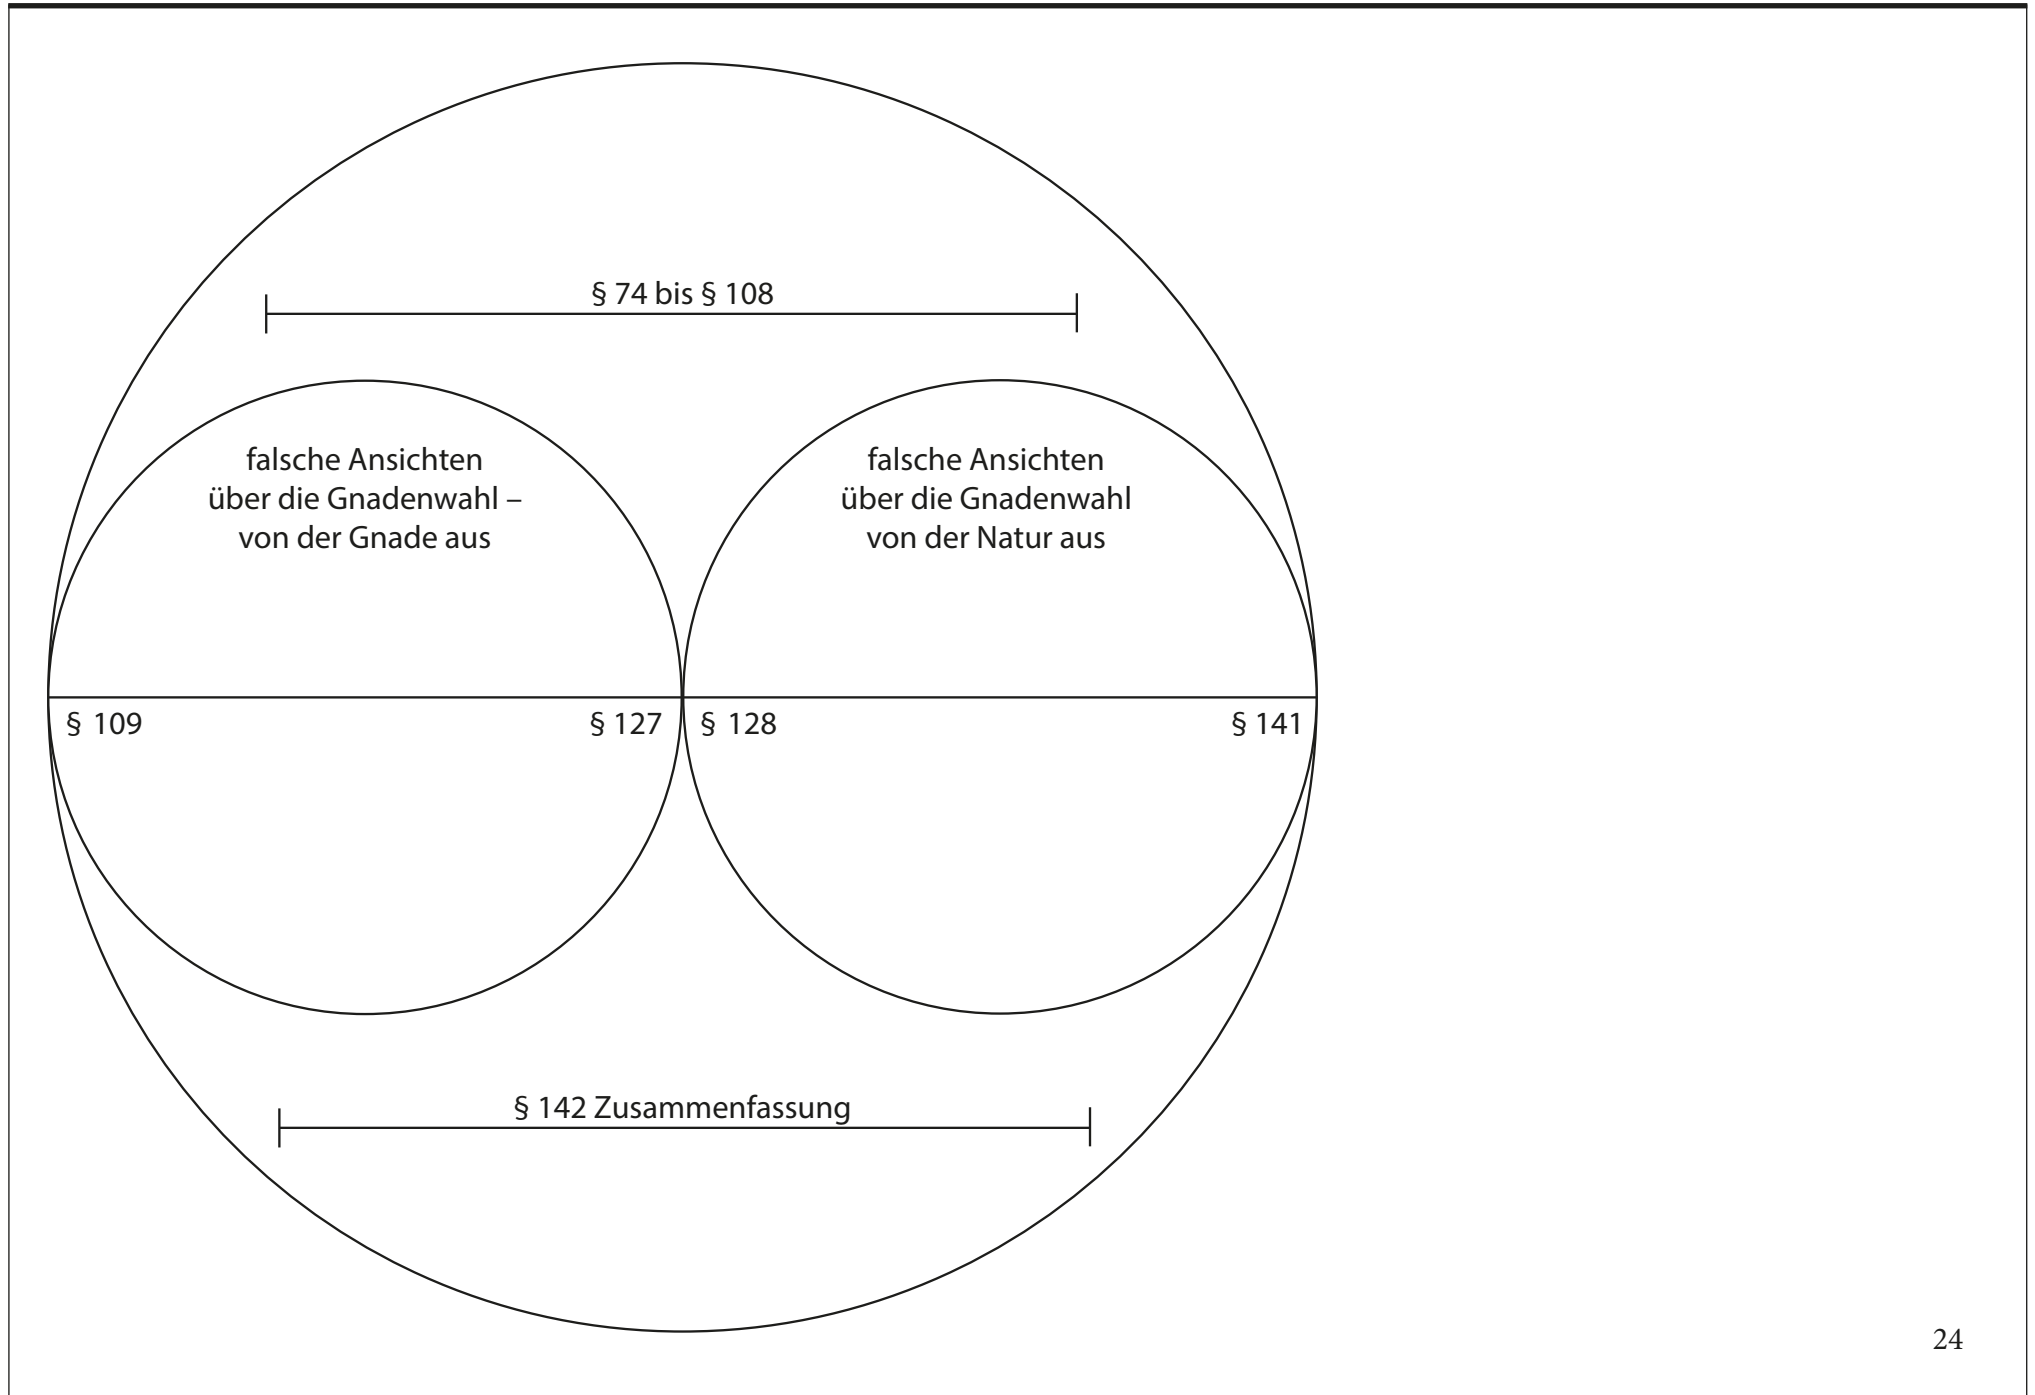 § 74 bis § 108
falsche Ansichten
über die Gnadenwahl –
von der Gnade aus
falsche Ansichten
über die Gnadenwahl
von der Natur aus
§ 109
§ 127
§ 128
§ 141
§ 142 Zusammenfassung
24